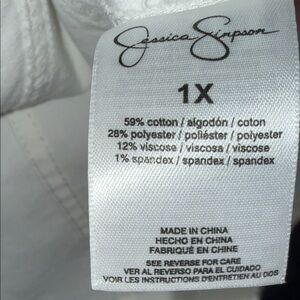 Jessica Simpson
1X
59% cotton / algodón / coton
28% polyester / poliéster / polyester
12% viscose / viscosa / viscose
1% spandex / spandex / spandex
MADE IN CHINA
HECHO EN CHINA
FABRIQUÉ EN CHINE
SEE REVERSE FOR CARE
VER AL REVERSO PARA EL CUIDADO
VOIR LES INSTRUCTIONS D'ENTRETIEN AU DOS